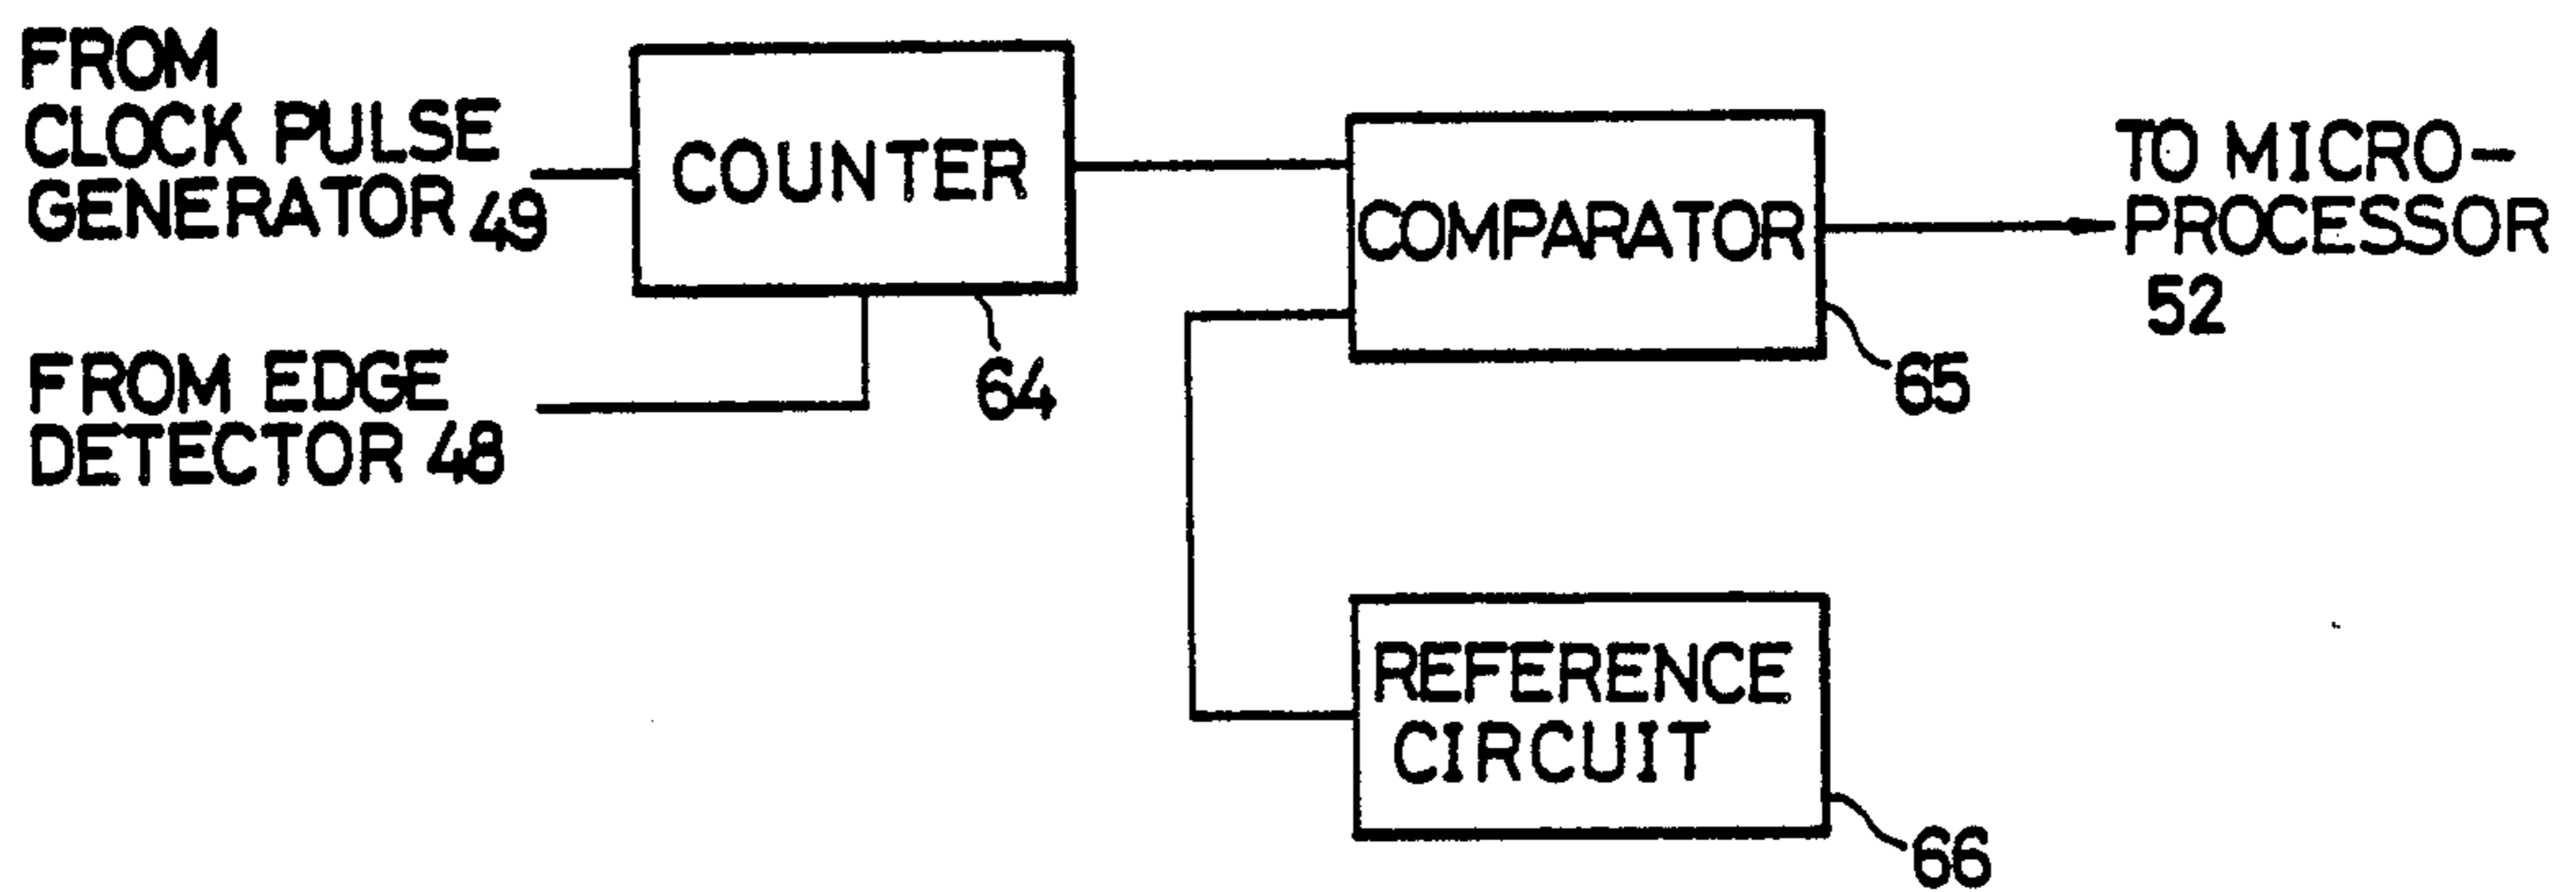 FROM
CLOCK PULSE
GENERATOR 49
COUNTER
64
FROM EDGE
DETECTOR 48
COMPARATOR
65
TO MICRO-
PROCESSOR
52
REFERENCE
CIRCUIT
66